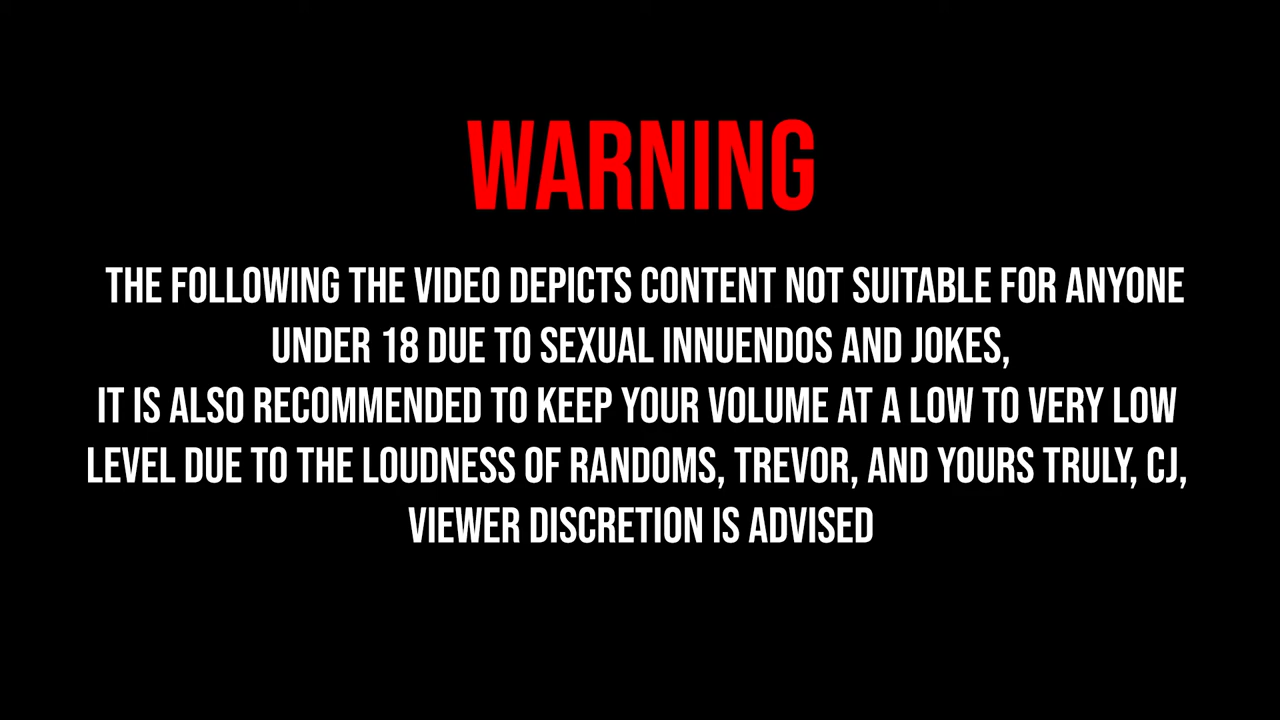 WARNING
THE FOLLOWING THE VIDEO DEPICTS CONTENT NOT SUITABLE FOR ANYONE
UNDER 18 DUE TO SEXUAL INNUENDOS AND JOKES,
IT IS ALSO RECOMMENDED TO KEEP YOUR VOLUME AT A LOW TO VERY LOW
LEVEL DUE TO THE LOUDNESS OF RANDOMS, TREVOR, AND YOURS TRULY, CJ,
VIEWER DISCRETION IS ADVISED